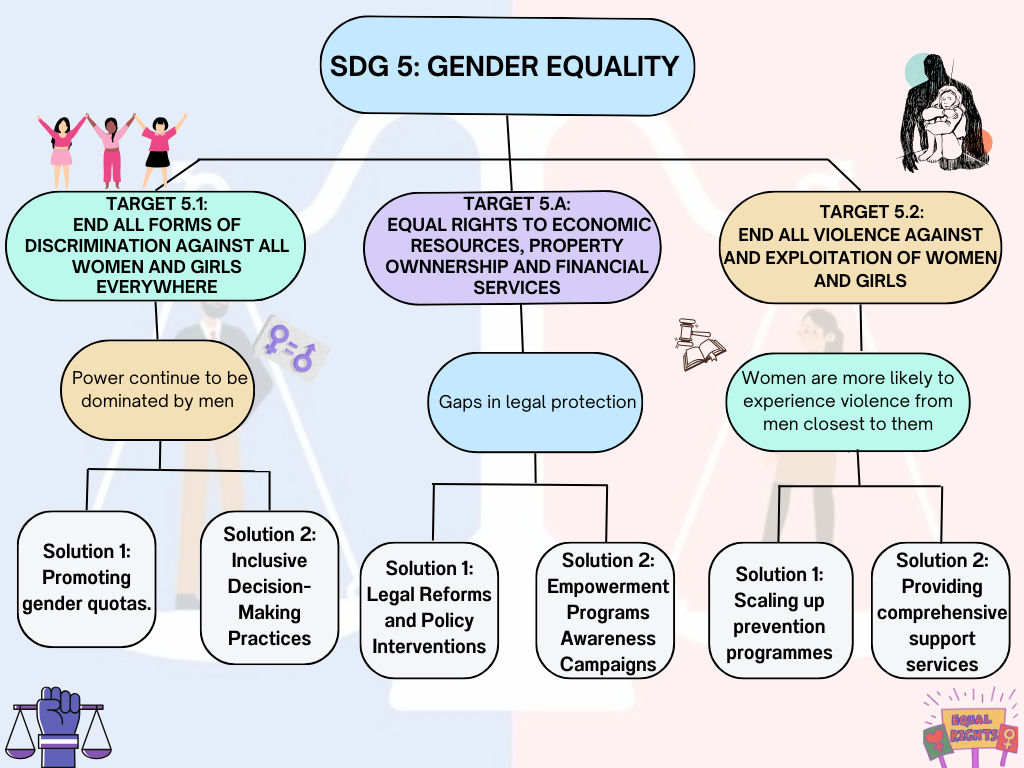 SDG 5: GENDER EQUALITY
TARGET 5.1:
END ALL FORMS OF
DISCRIMINATION AGAINST ALL
WOMEN AND GIRLS
EVERYWHERE
TARGET 5.A:
EQUAL RIGHTS TO ECONOMIC
RESOURCES, PROPERTY
OWNNERSHIP AND FINANCIAL
SERVICES
TARGET 5.2:
END ALL VIOLENCE AGAINST
AND EXPLOITATION OF WOMEN
AND GIRLS
Power continue to be
dominated by men
Gaps in legal protection
Women are more likely to
experience violence from
men closest to them
Solution 1:
Promoting
gender quotas.
Solution 2:
Inclusive
Decision-
Making
Practices
Solution 1:
Legal Reforms
and Policy
Interventions
Solution 2:
Empowerment
Programs
Awareness
Campaigns
Solution 1:
Scaling up
prevention
programmes
Solution 2:
Providing
comprehensive
support
services
EQUAL
RIGHTS